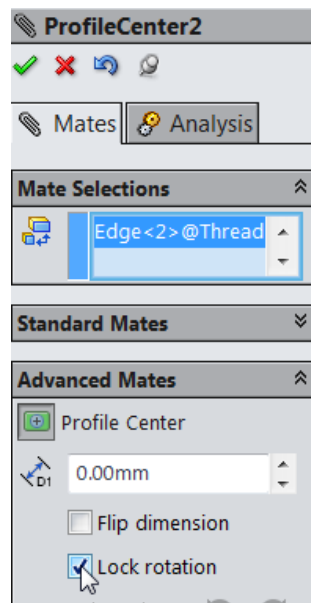 ProfileCenter2
Mates Analysis
Mate Selections
Edge<2>@Thread
Standard Mates
Advanced Mates
Profile Center
D1 0.00mm
Flip dimension
Lock rotation